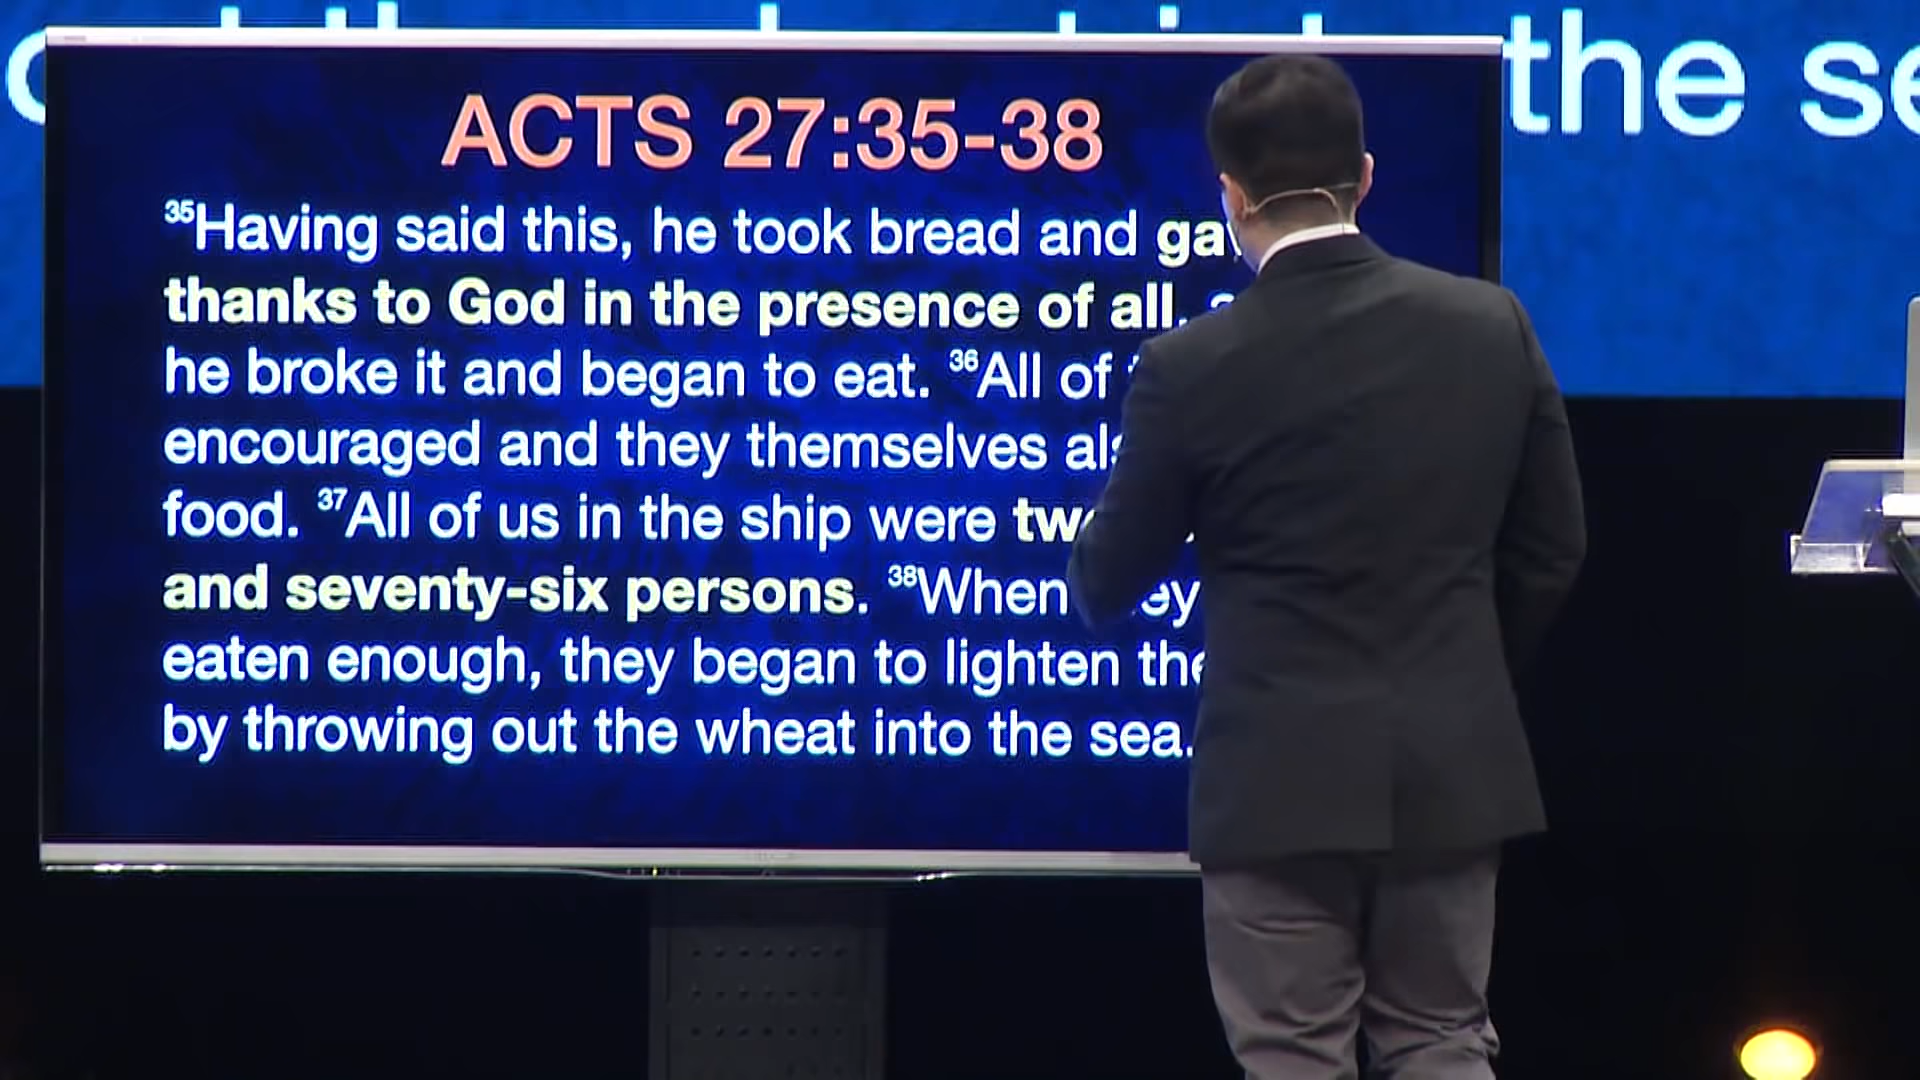 the se
ACTS 27:35-38
35Having said this, he took bread and
thanks to God in the presence of all,
he broke it and began to eat. 36All of
encouraged and they themselves
food. 37All of us in the ship were
and seventy-six persons. 38When
eaten enough, they began to lighten the
by throwing out the wheat into the sea.